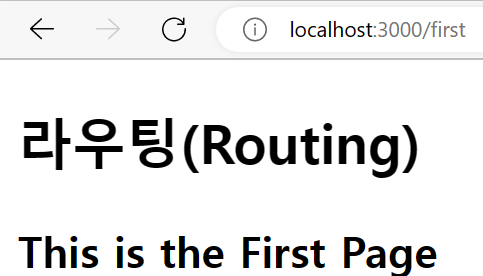 localhost:3000/first
라우팅(Routing)
This is the First Page